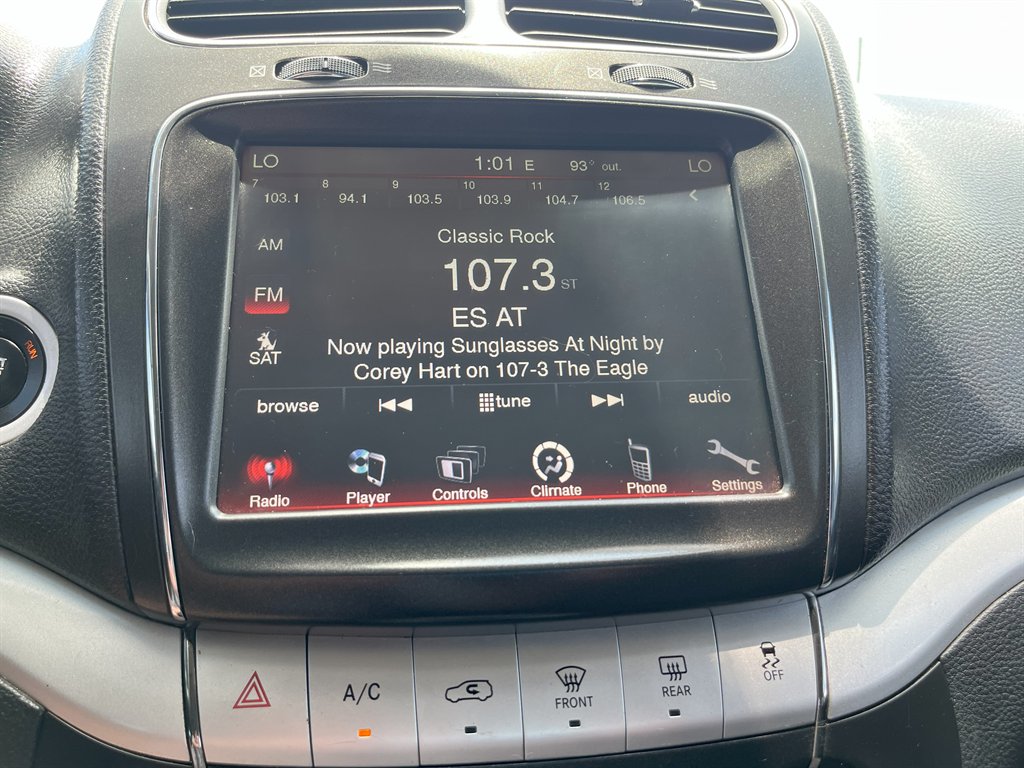 LO 1:01 E 93° out. LO
7 8 9 10 11 12
103.1 94.1 103.5 103.9 104.7 106.5
AM
Classic Rock
FM
107.3 ST
ES AT
SAT
Now playing Sunglasses At Night by
Corey Hart on 107-3 The Eagle
browse tune audio
Radio Player Controls Climate Phone Settings
RUN
A/C
FRONT
REAR
OFF